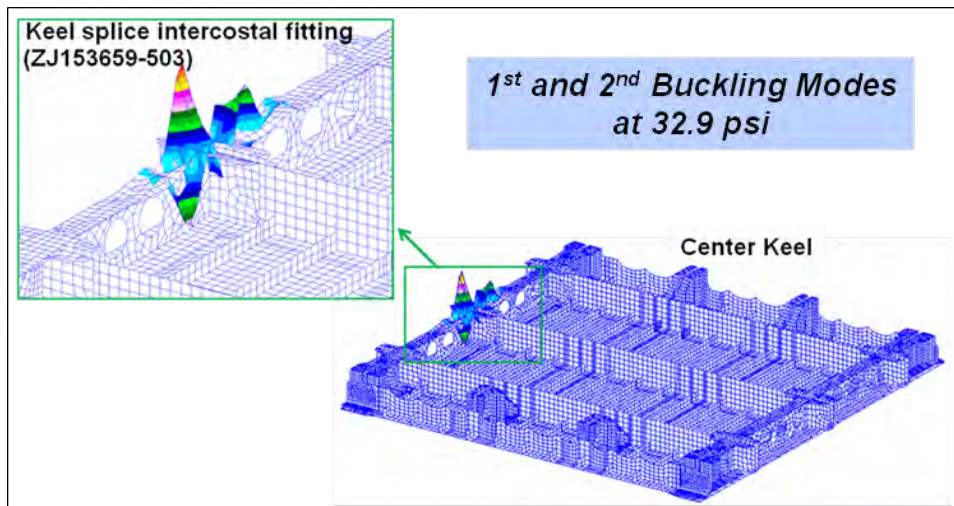 Keel splice intercostal fitting
(ZJ153659-503)
1st and 2nd Buckling Modes
at 32.9 psi
Center Keel